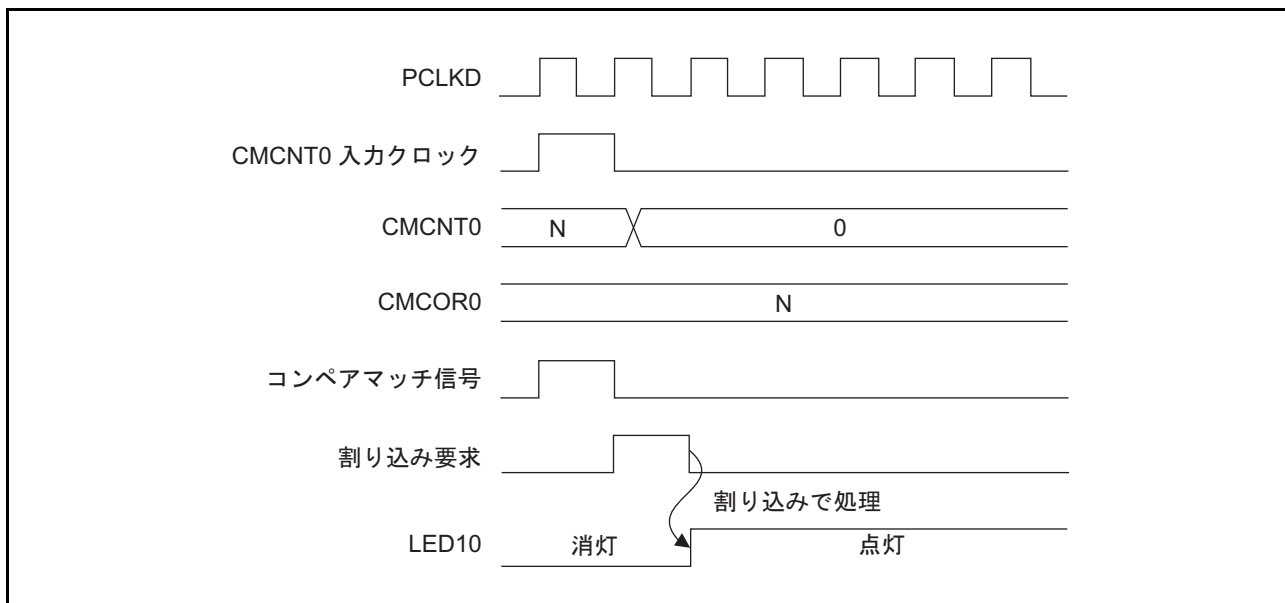 PCLKD
CMCNT0 入力クロック
CMCNT0 N 0
CMCOR0 N
コンペアマッチ信号
割り込み要求
割り込みで処理
LED10 消灯 点灯